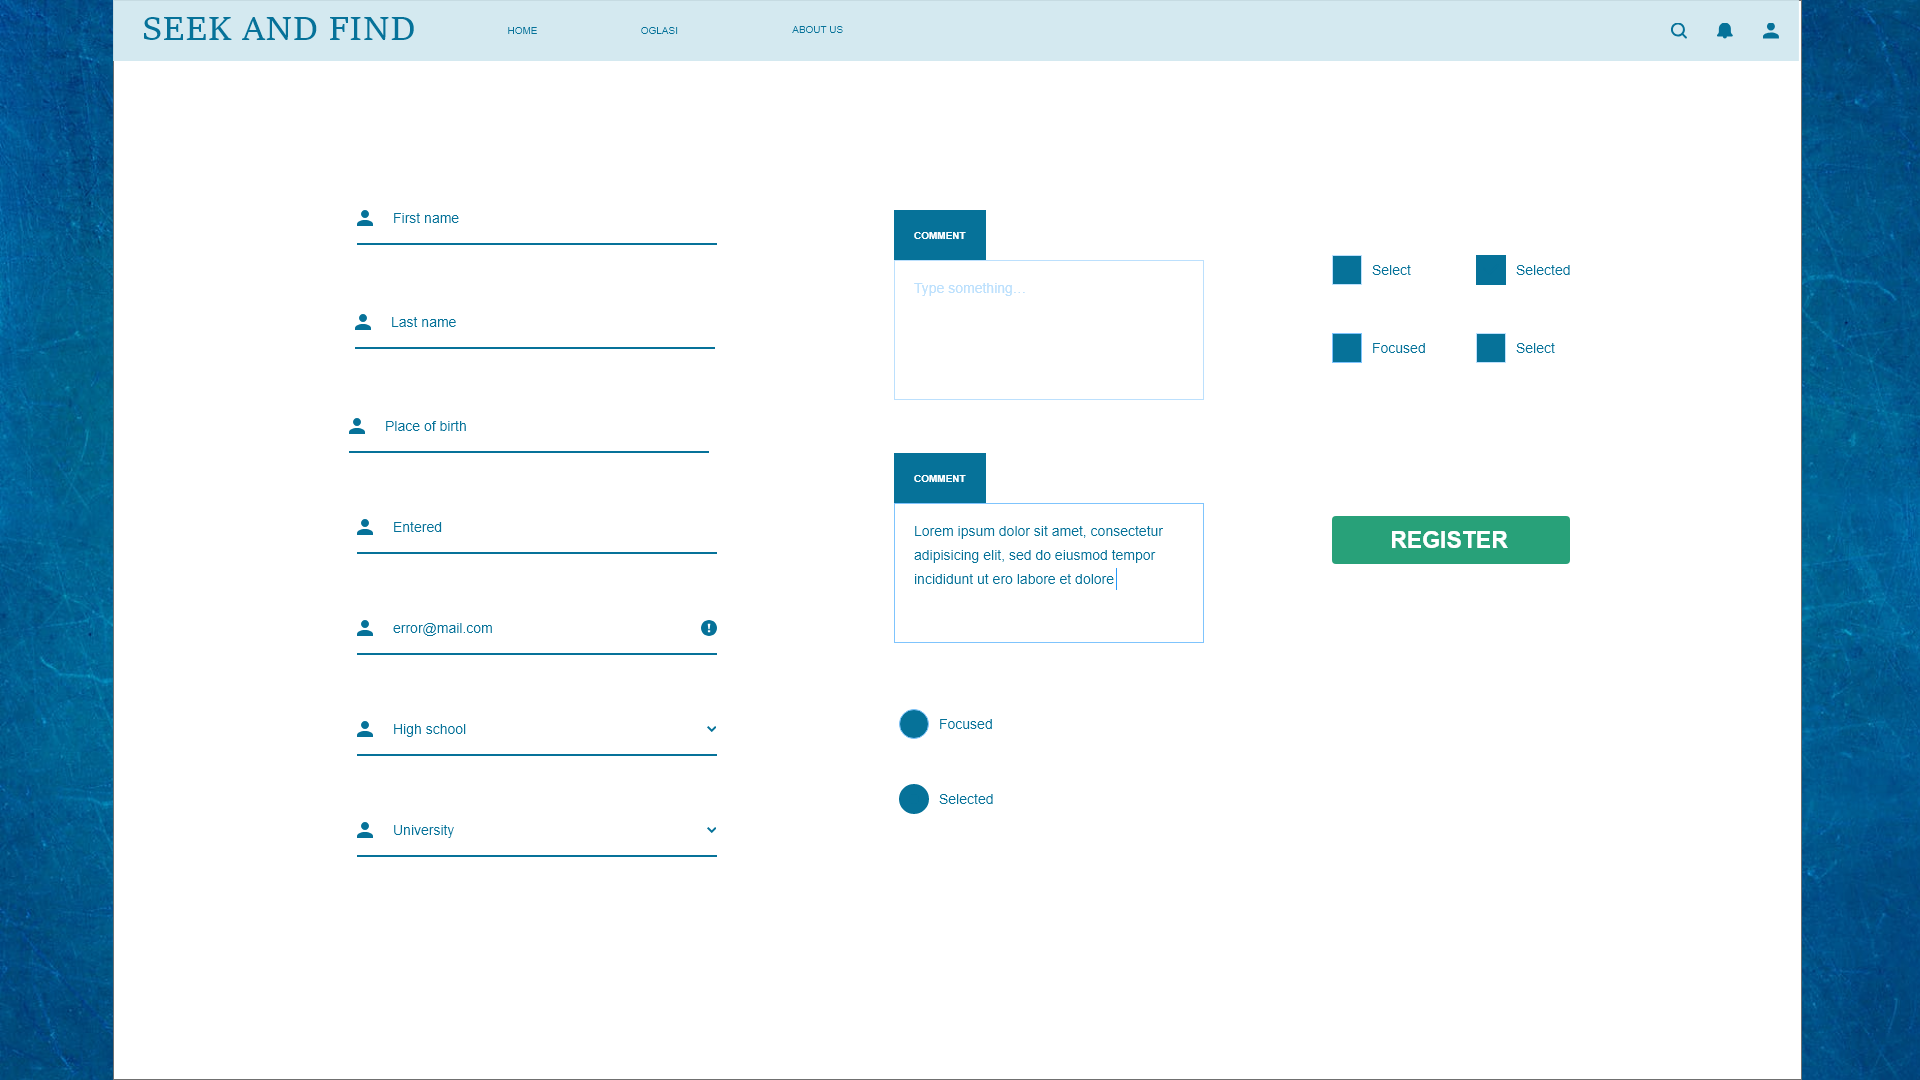 SEEK AND FIND
HOME
OGLASI
ABOUT US
First name
Last name
Place of birth
Entered
error@mail.com
High school
University
COMMENT
Type something...
COMMENT
Lorem ipsum dolor sit amet, consectetur
adipisicing elit, sed do eiusmod tempor
incididunt ut ero labore et dolore
Focused
Selected
Select
Selected
Focused
Select
REGISTER